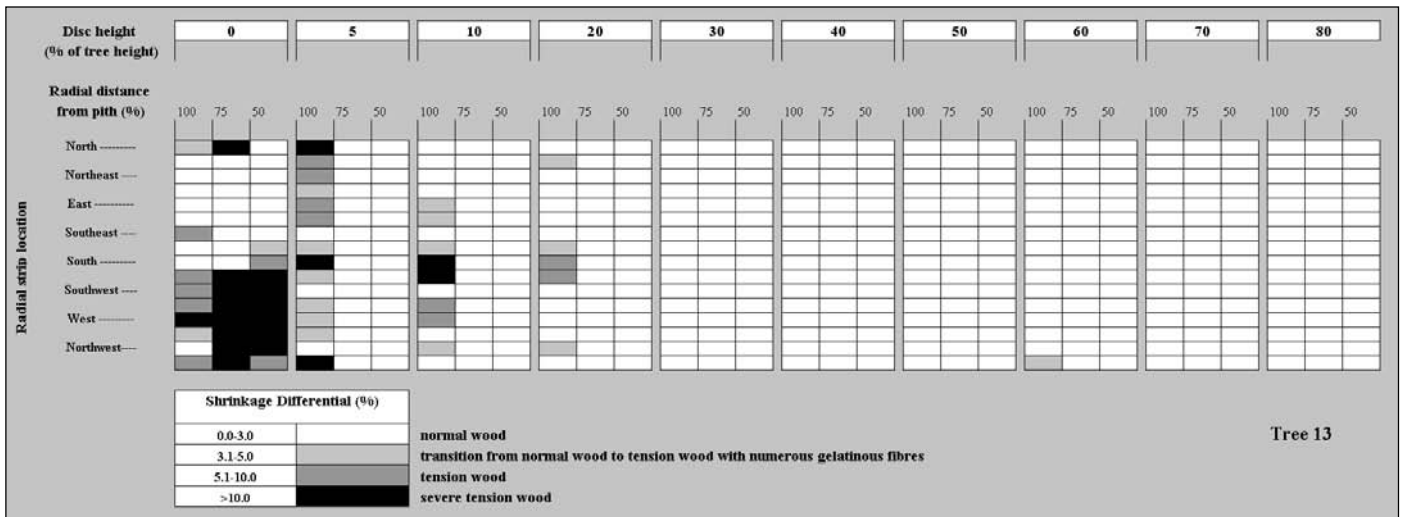 Disc height 0 5 10 20 30 40 50 60 70 80
(% of tree height)
Radial distance
from pith (%) 100 75 50 100 75 50 100 75 50 100 75 50 100 75 50 100 75 50 100 75 50 100 75 50 100 75 50 100 75 50
Radial strip location
North ---------
Northeast ----
East ----------
Southeast ----
South ---------
Southwest ----
West ---------
Northwest----
Shrinkage Differential (%)
0.0-3.0 normal wood
3.1-5.0 transition from normal wood to tension wood with numerous gelatinous fibres
5.1-10.0 tension wood
>10.0 severe tension wood
Tree 13